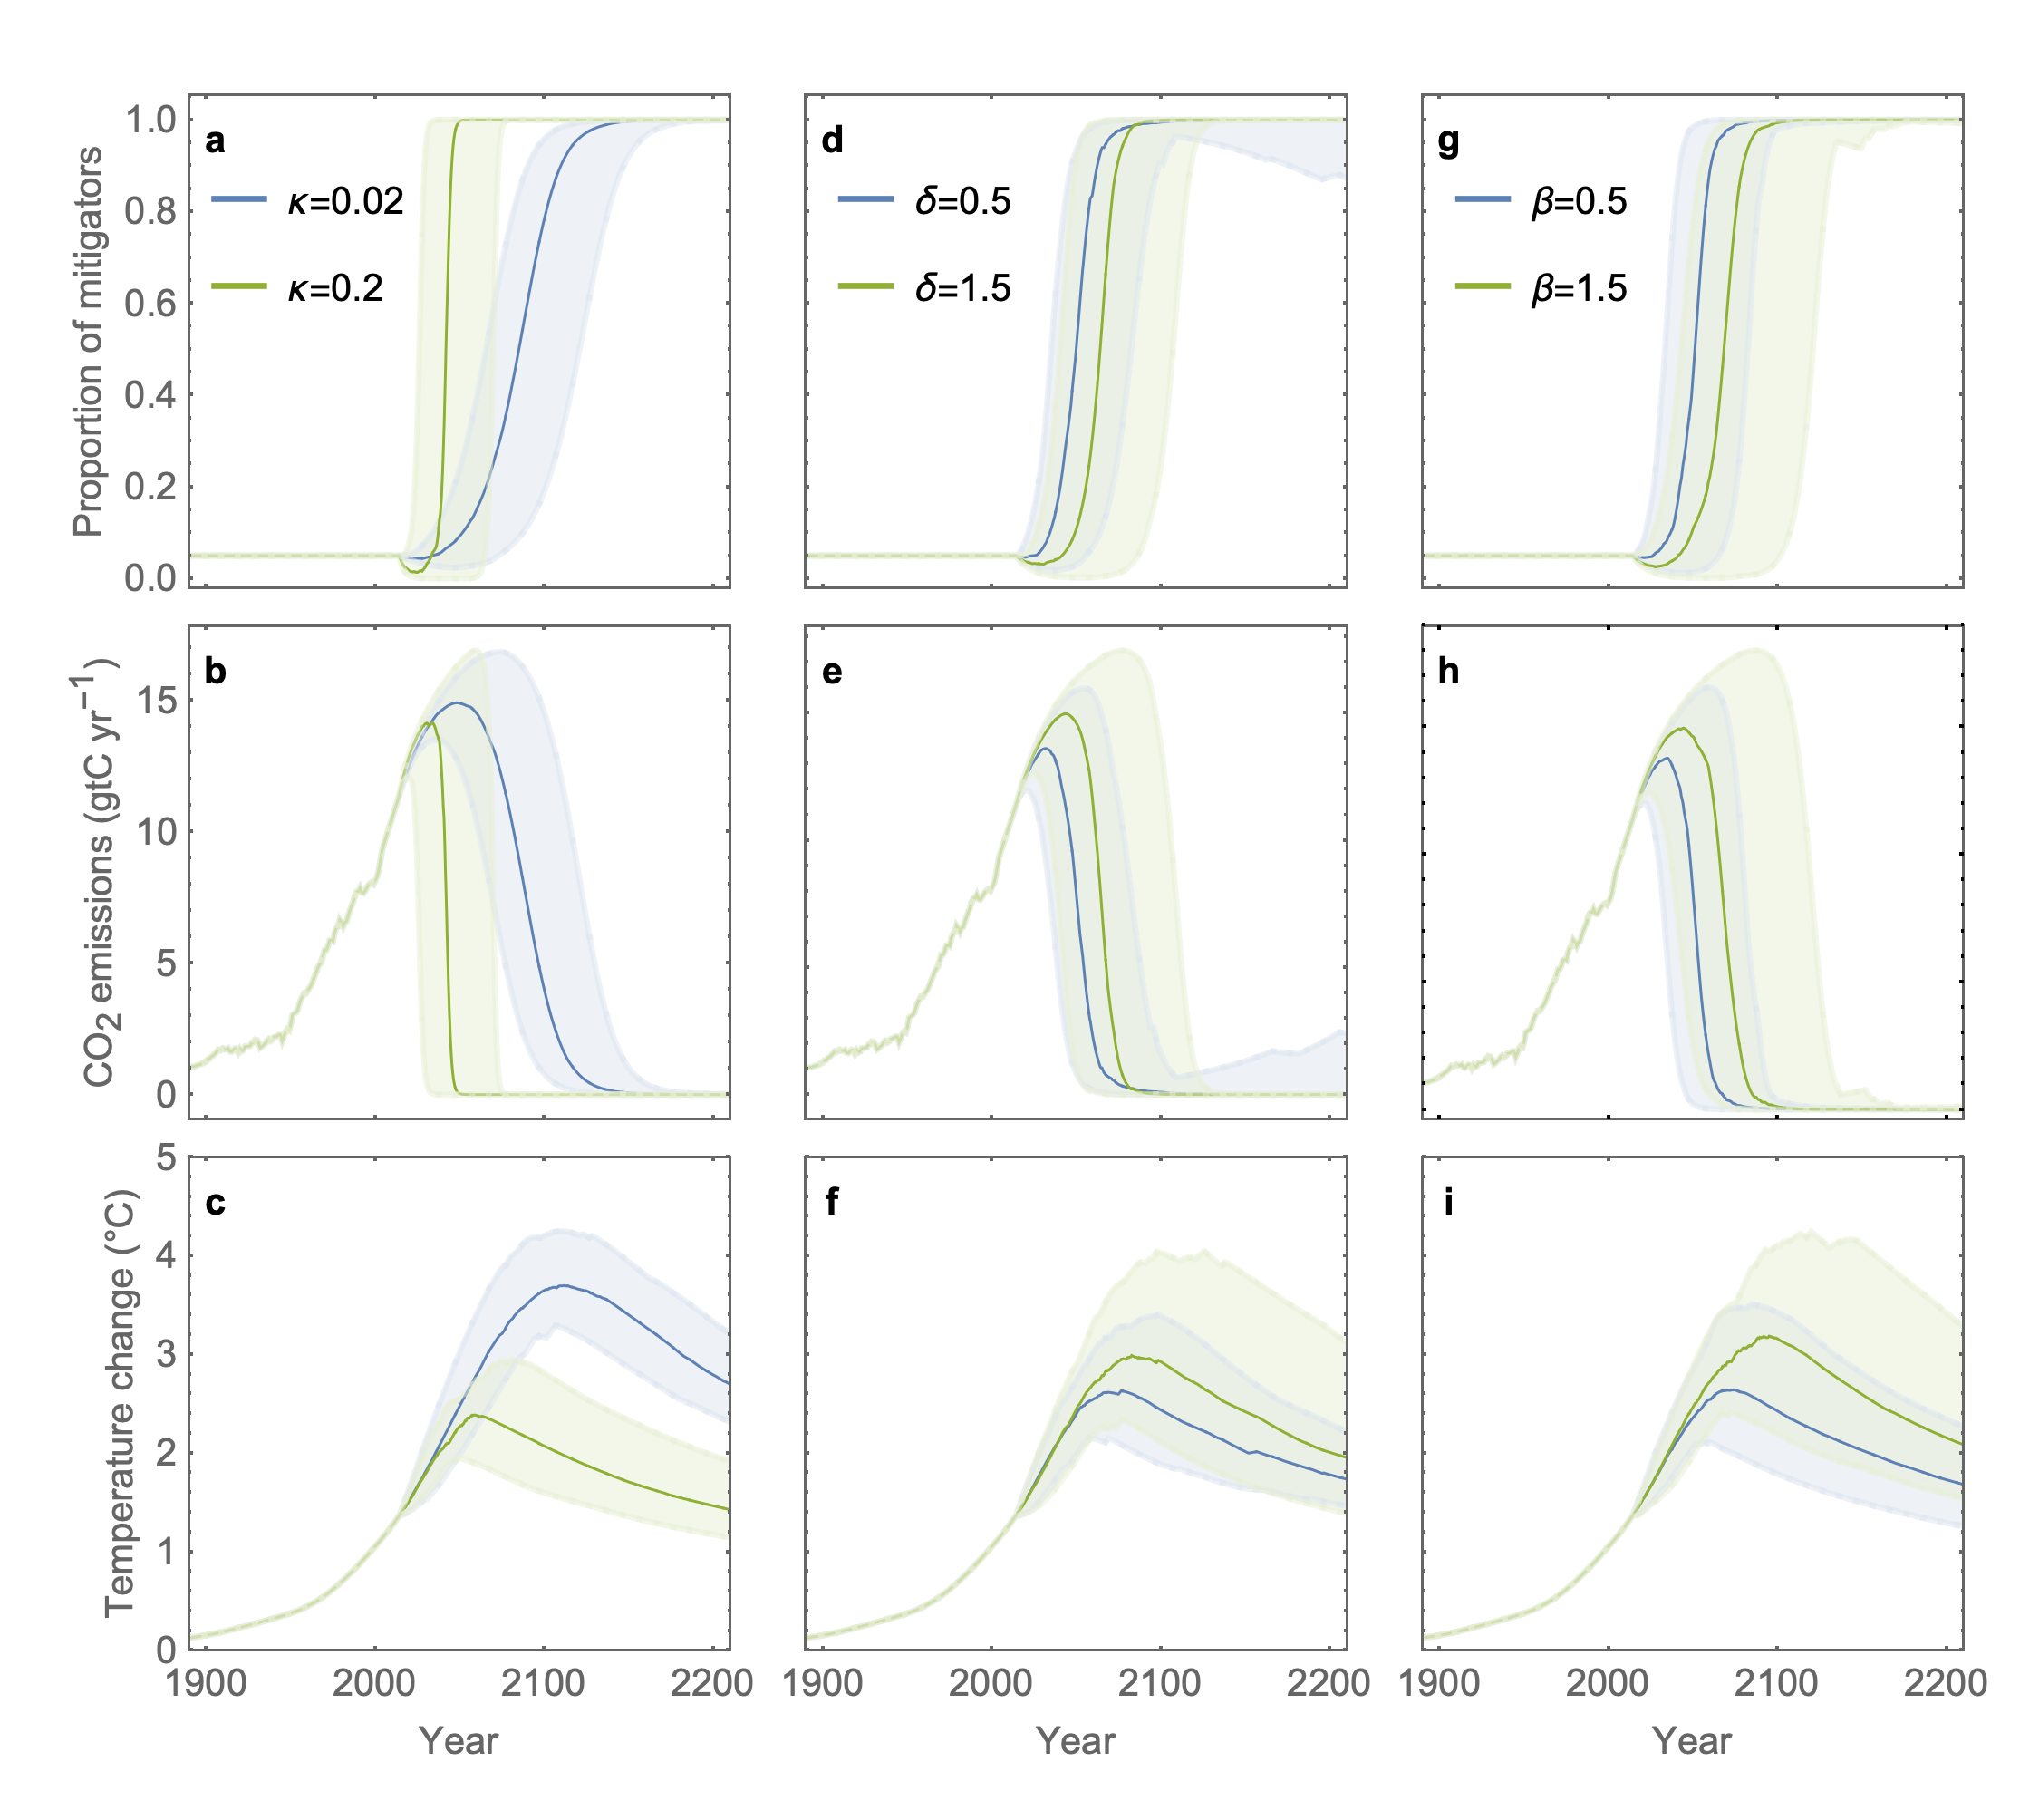 a
κ=0.02
κ=0.2
d
δ=0.5
δ=1.5
g
β=0.5
β=1.5
Proportion of mitigators
1.0
0.8
0.6
0.4
0.2
0.0
b
e
h
CO2 emissions (gtC yr−1)
15
10
5
0
c
f
i
Temperature change (°C)
5
4
3
2
1
0
1900 2000 2100 2200
1900 2000 2100 2200
1900 2000 2100 2200
Year
Year
Year